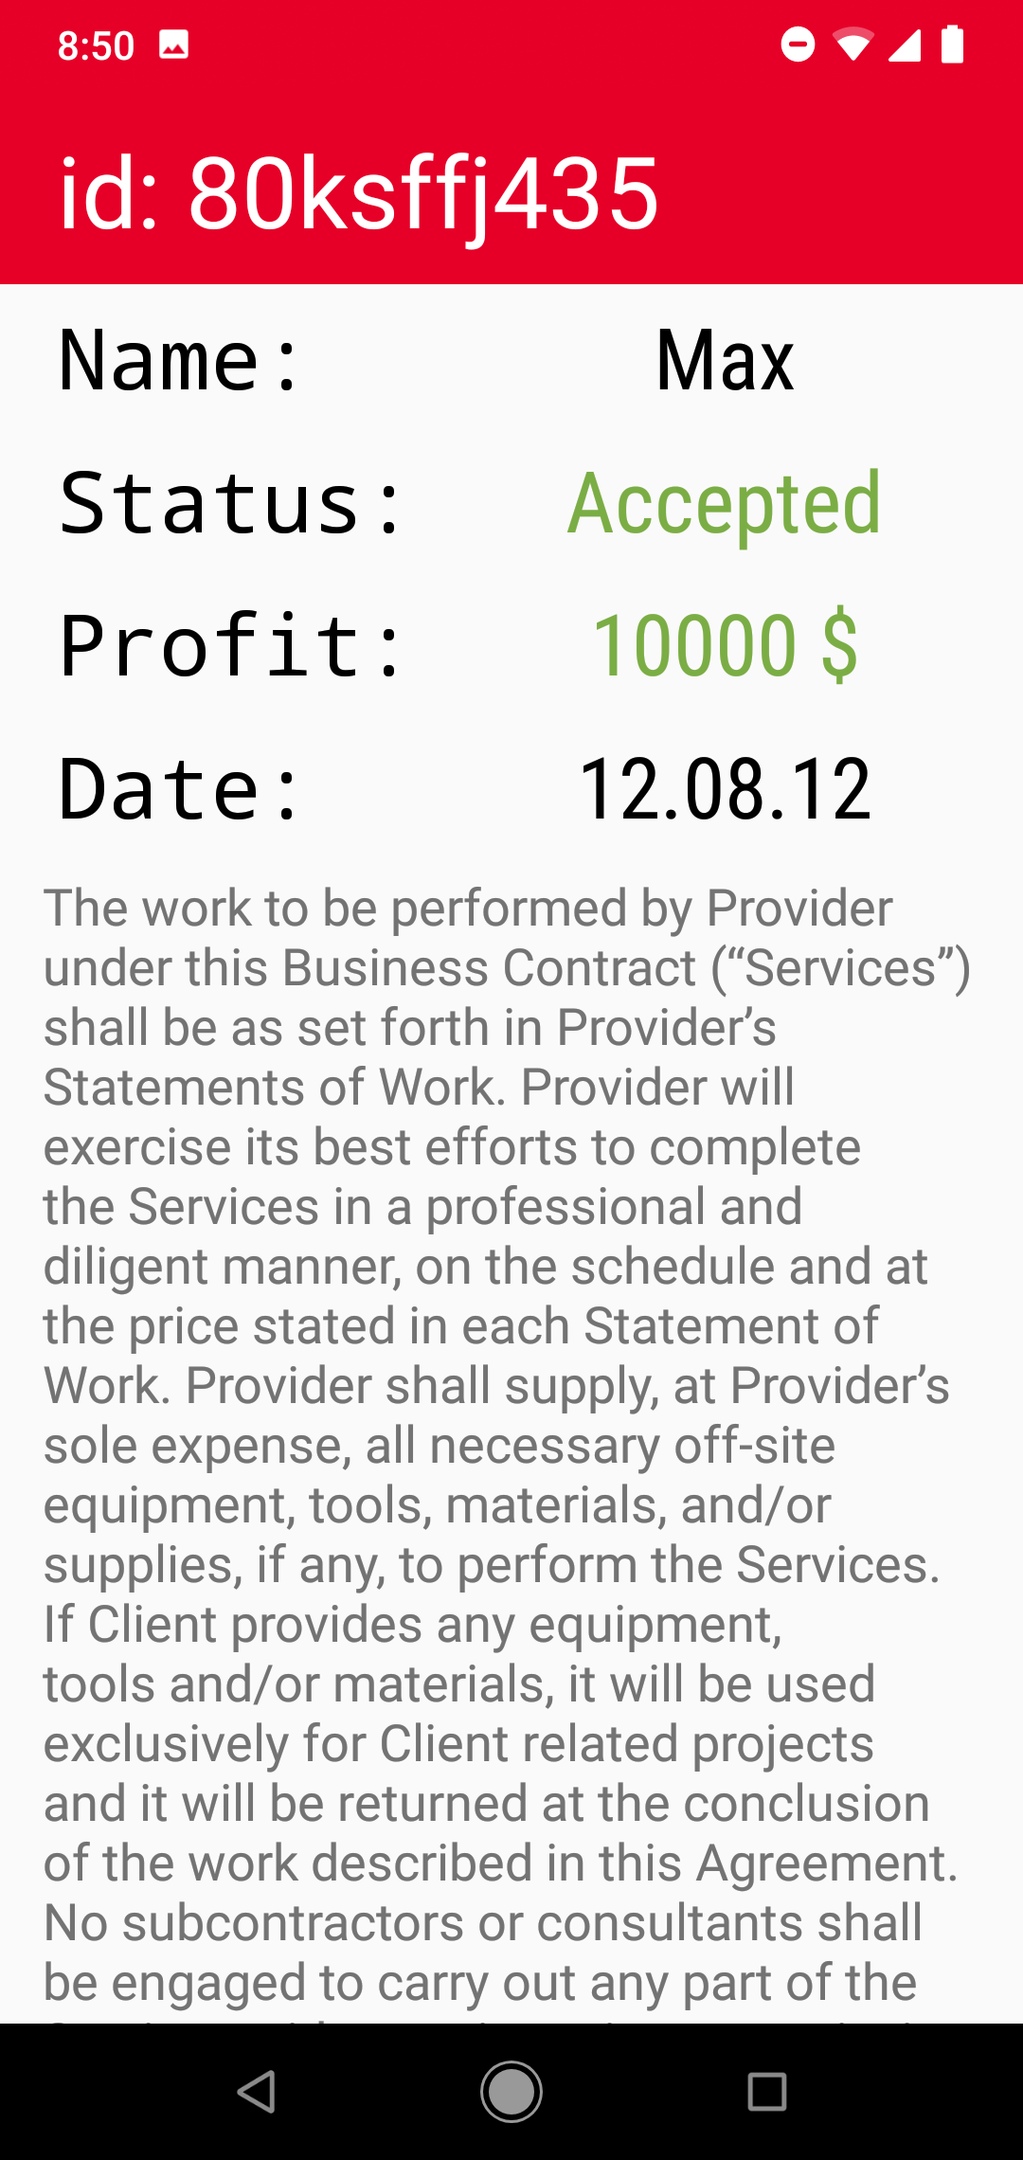 8:50
id: 80ksffj435
Name: Max
Status: Accepted
Profit: 10000 $
Date: 12.08.12
The work to be performed by Provider
under this Business Contract (“Services”)
shall be as set forth in Provider’s
Statements of Work. Provider will
exercise its best efforts to complete
the Services in a professional and
diligent manner, on the schedule and at
the price stated in each Statement of
Work. Provider shall supply, at Provider’s
sole expense, all necessary off-site
equipment, tools, materials, and/or
supplies, if any, to perform the Services.
If Client provides any equipment,
tools and/or materials, it will be used
exclusively for Client related projects
and it will be returned at the conclusion
of the work described in this Agreement.
No subcontractors or consultants shall
be engaged to carry out any part of the